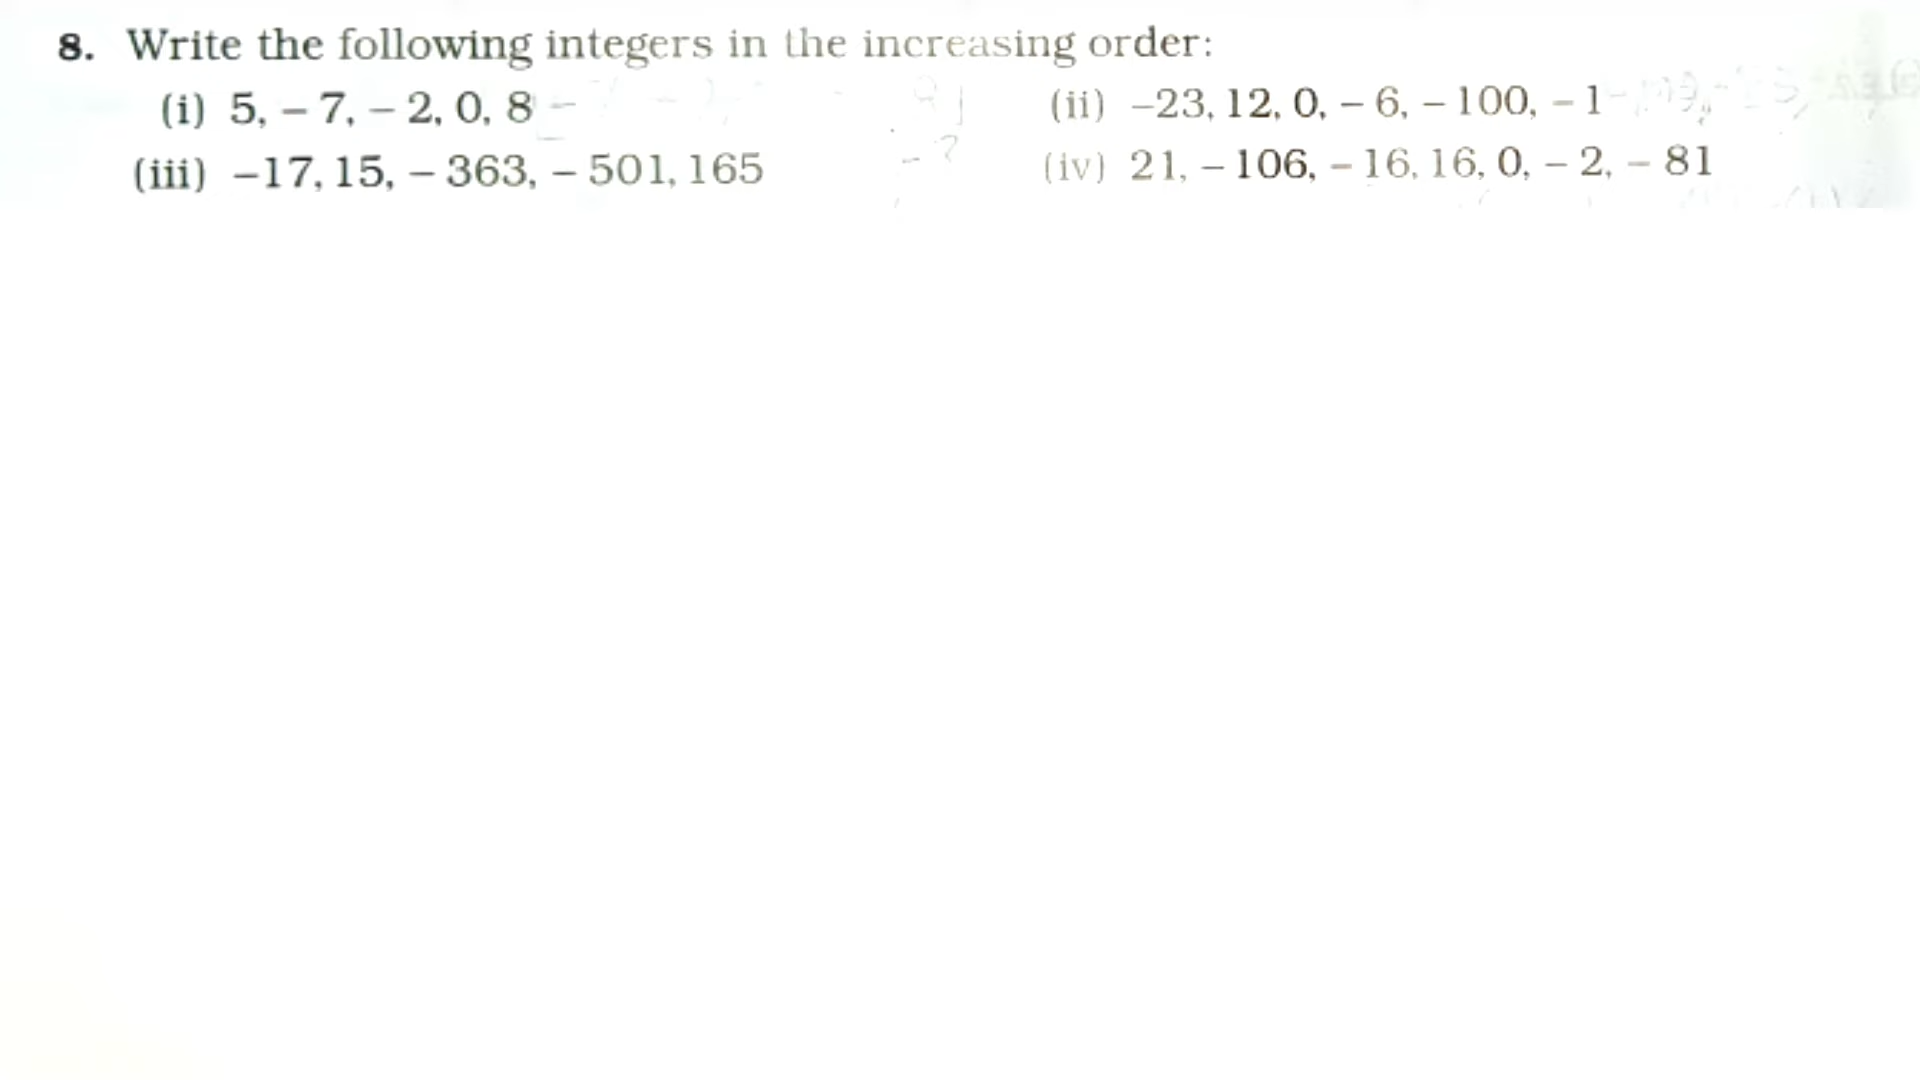 8. Write the following integers in the increasing order:
(i) 5, – 7, – 2, 0, 8 (ii) –23, 12, 0, – 6, – 100, – 1
(iii) –17, 15, – 363, – 501, 165 (iv) 21, – 106, – 16, 16, 0, – 2, – 81